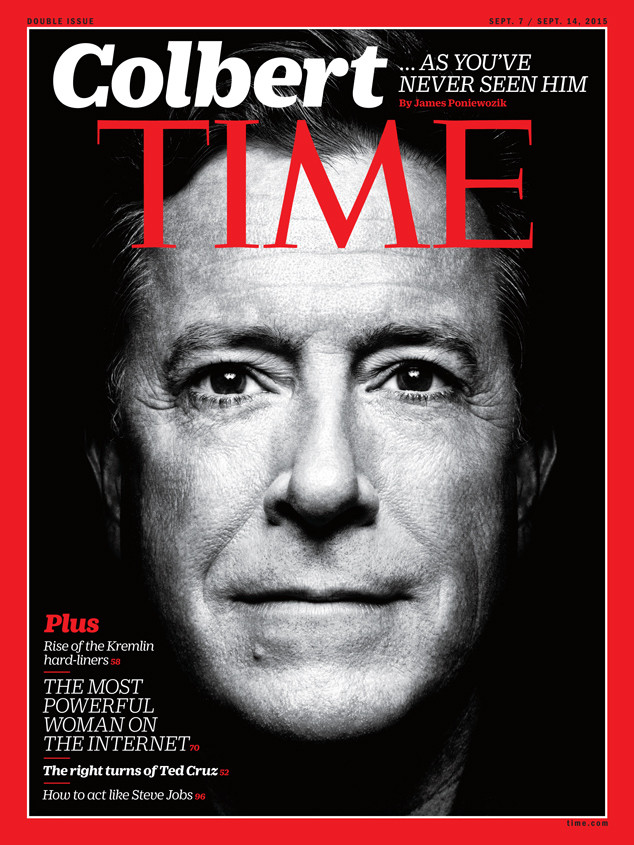 DOUBLE ISSUE
SEPT. 7 / SEPT. 14, 2015
Colbert
... AS YOU'VE
NEVER SEEN HIM
By James Poniewozik
TIME
Plus
Rise of the Kremlin
hard-liners 58
THE MOST
POWERFUL
WOMAN ON
THE INTERNET 70
The right turns of Ted Cruz 52
How to act like Steve Jobs 96
time.com